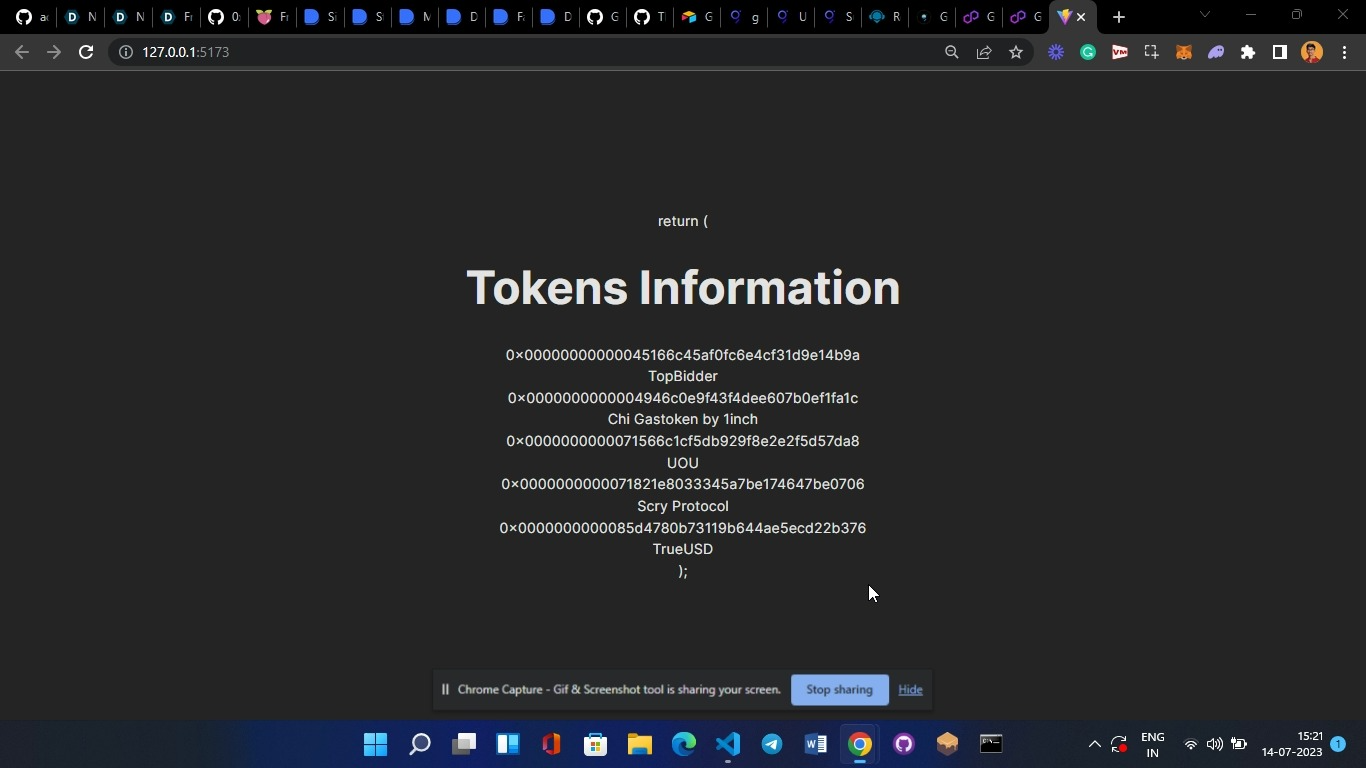 127.0.0.1:5173
return (
Tokens Information
0x00000000000045166c45af0fc6e4cf31d9e14b9a
TopBidder
0x0000000000004946c0e9f43f4dee607b0ef1fa1c
Chi Gastoken by 1inch
0x0000000000071566c1cf5db929f8e2e2f5d57da8
UOU
0x0000000000071821e8033345a7be174647be0706
Scry Protocol
0x0000000000085d4780b73119b644ae5ecd22b376
TrueUSD
);
Chrome Capture - Gif & Screenshot tool is sharing your screen.
Stop sharing
Hide
ENG
IN
15:21
14-07-2023
1